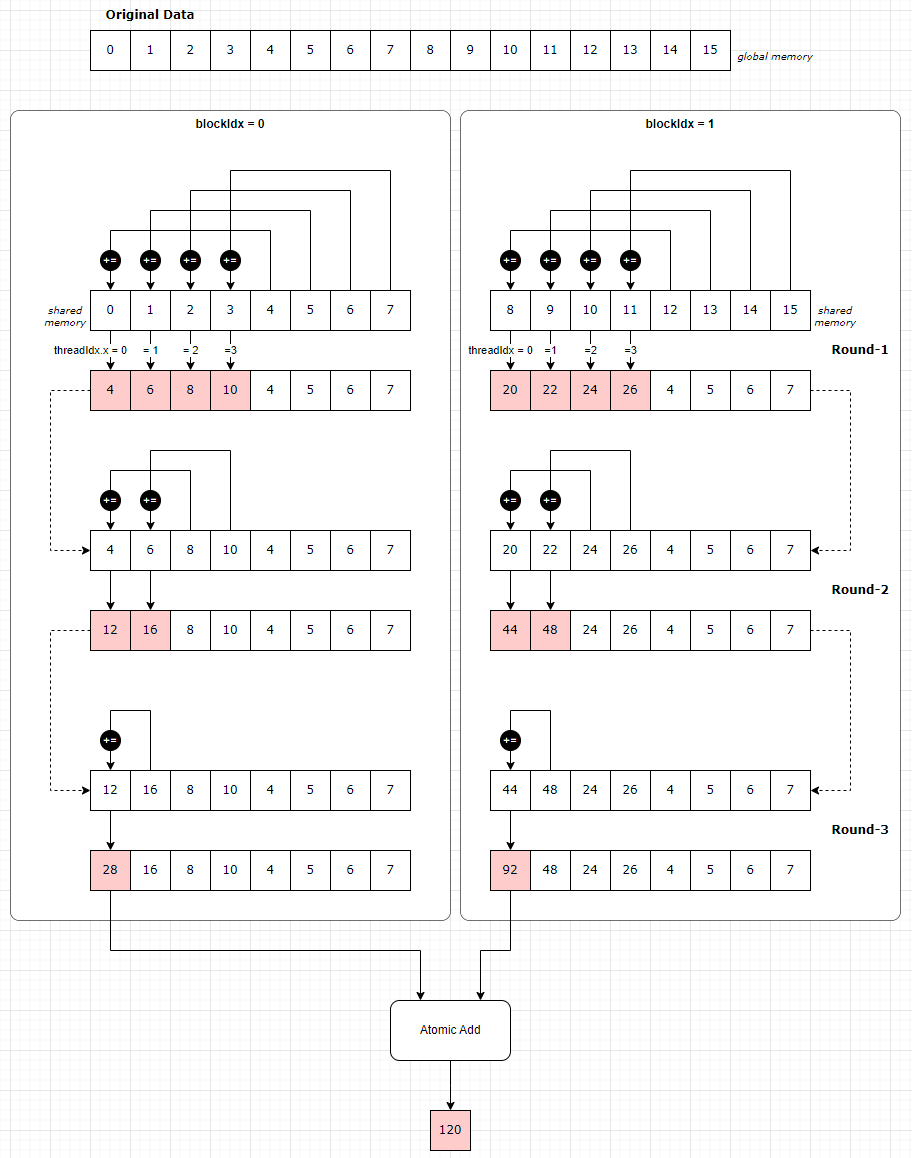 Original Data
0 1 2 3 4 5 6 7 8 9 10 11 12 13 14 15
global memory
blockIdx = 0
blockIdx = 1
+= += += +=
+= += += +=
shared
memory
0 1 2 3 4 5 6 7
8 9 10 11 12 13 14 15
shared
memory
threadIdx.x = 0 = 1 = 2 =3
threadIdx = 0 =1 =2 =3
Round-1
4 6 8 10 4 5 6 7
20 22 24 26 4 5 6 7
+= +=
+= +=
4 6 8 10 4 5 6 7
20 22 24 26 4 5 6 7
Round-2
12 16 8 10 4 5 6 7
44 48 24 26 4 5 6 7
+=
+=
12 16 8 10 4 5 6 7
44 48 24 26 4 5 6 7
Round-3
28 16 8 10 4 5 6 7
92 48 24 26 4 5 6 7
Atomic Add
120